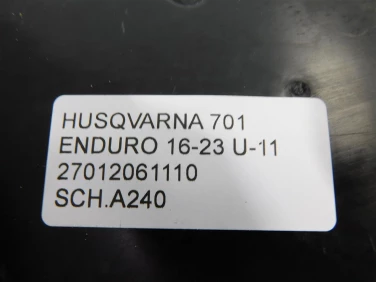 HUSQVARNA 701
ENDURO 16-23 U-11
27012061110
SCH.A240